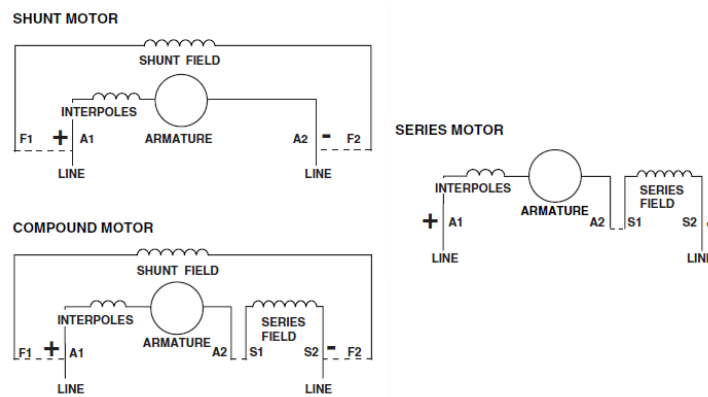 SHUNT MOTOR
SHUNT FIELD
INTERPOLES
ARMATURE
F1 + A1 A2 - F2
LINE LINE
SERIES MOTOR
INTERPOLES
ARMATURE
SERIES
FIELD
+ A1 A2 S1 S2
LINE LINE
COMPOUND MOTOR
SHUNT FIELD
INTERPOLES
ARMATURE
SERIES
FIELD
F1 + A1 A2 S1 S2 - F2
LINE LINE